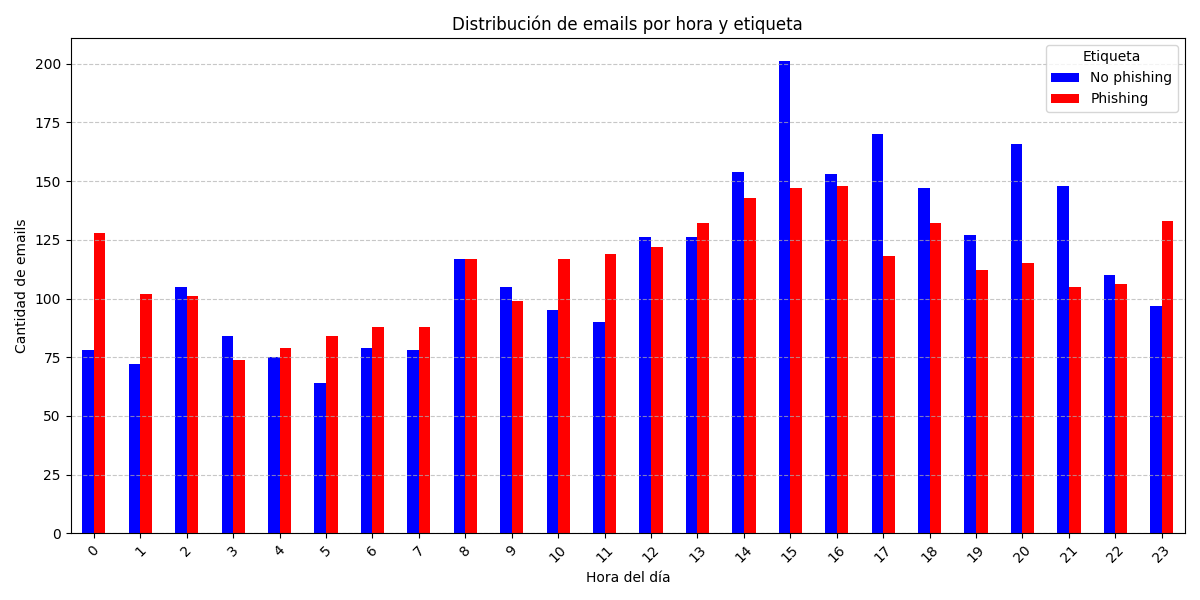 Distribución de emails por hora y etiqueta
Etiqueta
No phishing
Phishing
Cantidad de emails
200
175
150
125
100
75
50
25
0
0 1 2 3 4 5 6 7 8 9 10 11 12 13 14 15 16 17 18 19 20 21 22 23
Hora del día